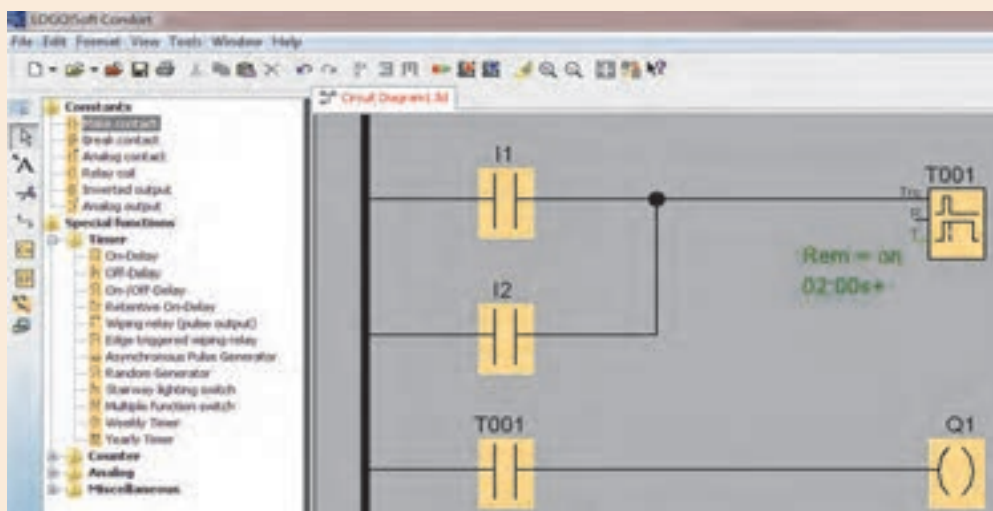 LOGO!Soft Comfort
File Edit Format View Tools Window Help
Circuit Diagram1.lld
Constants
Make contact
Break contact
Analog contact
Relay coil
Inverted output
Analog output
Special functions
Timer
On-Delay
Off-Delay
On-/Off-Delay
Retentive On-Delay
Wiping relay (pulse output)
Edge triggered wiping relay
Asynchronous Pulse Generator
Random Generator
Stairway lighting switch
Multiple function switch
Weekly Timer
Yearly Timer
Counter
Analog
Miscellaneous
I1
T001
Trg
R
T
Rem = on
02:00s+
I2
T001
Q1